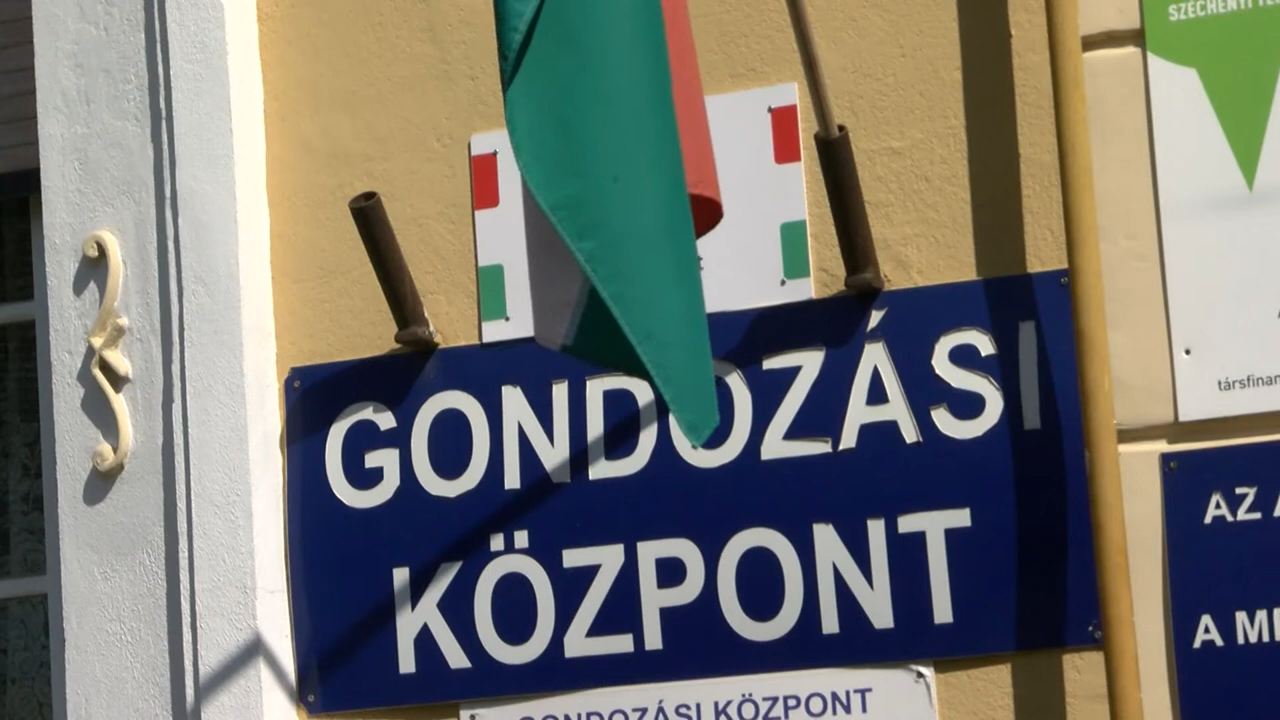 SZÉCHENYI
GONDOZÁSI
KÖZPONT
társfinan
AZ
A
GONDOZÁSI KÖZPONT